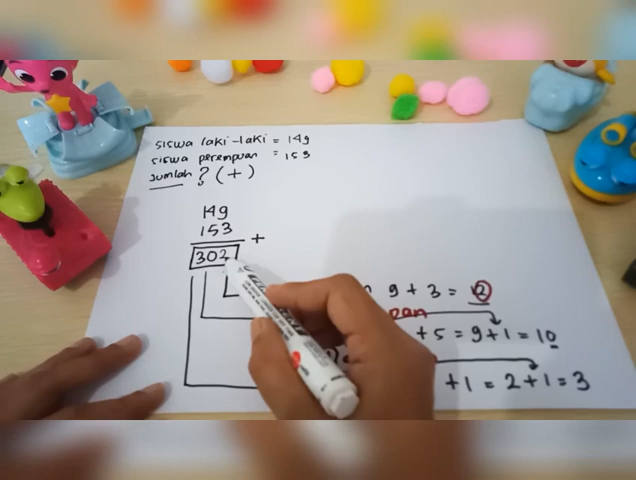 siswa laki-laki = 149
siswa perempuan = 153
Jumlah ? (+)
149
153
+
302
9 + 3 = 12
pan
+ 5 = 9 + 1 = 10
+ 1 = 2 + 1 = 3